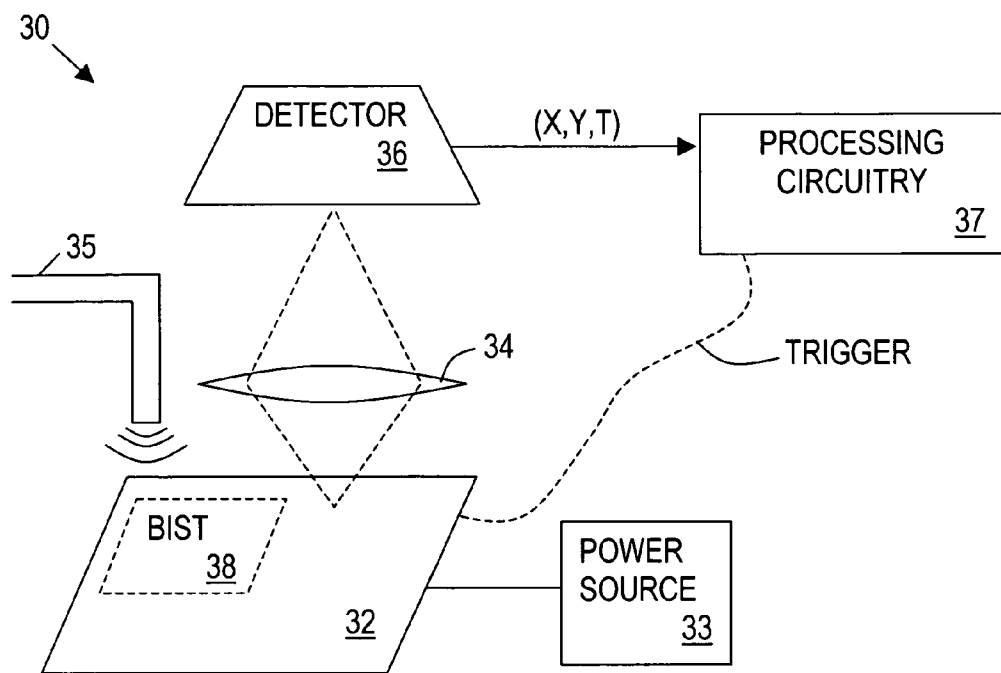 30
DETECTOR
36
(X,Y,T)
PROCESSING
CIRCUITRY
37
35
34
TRIGGER
BIST
38
32
POWER
SOURCE
33